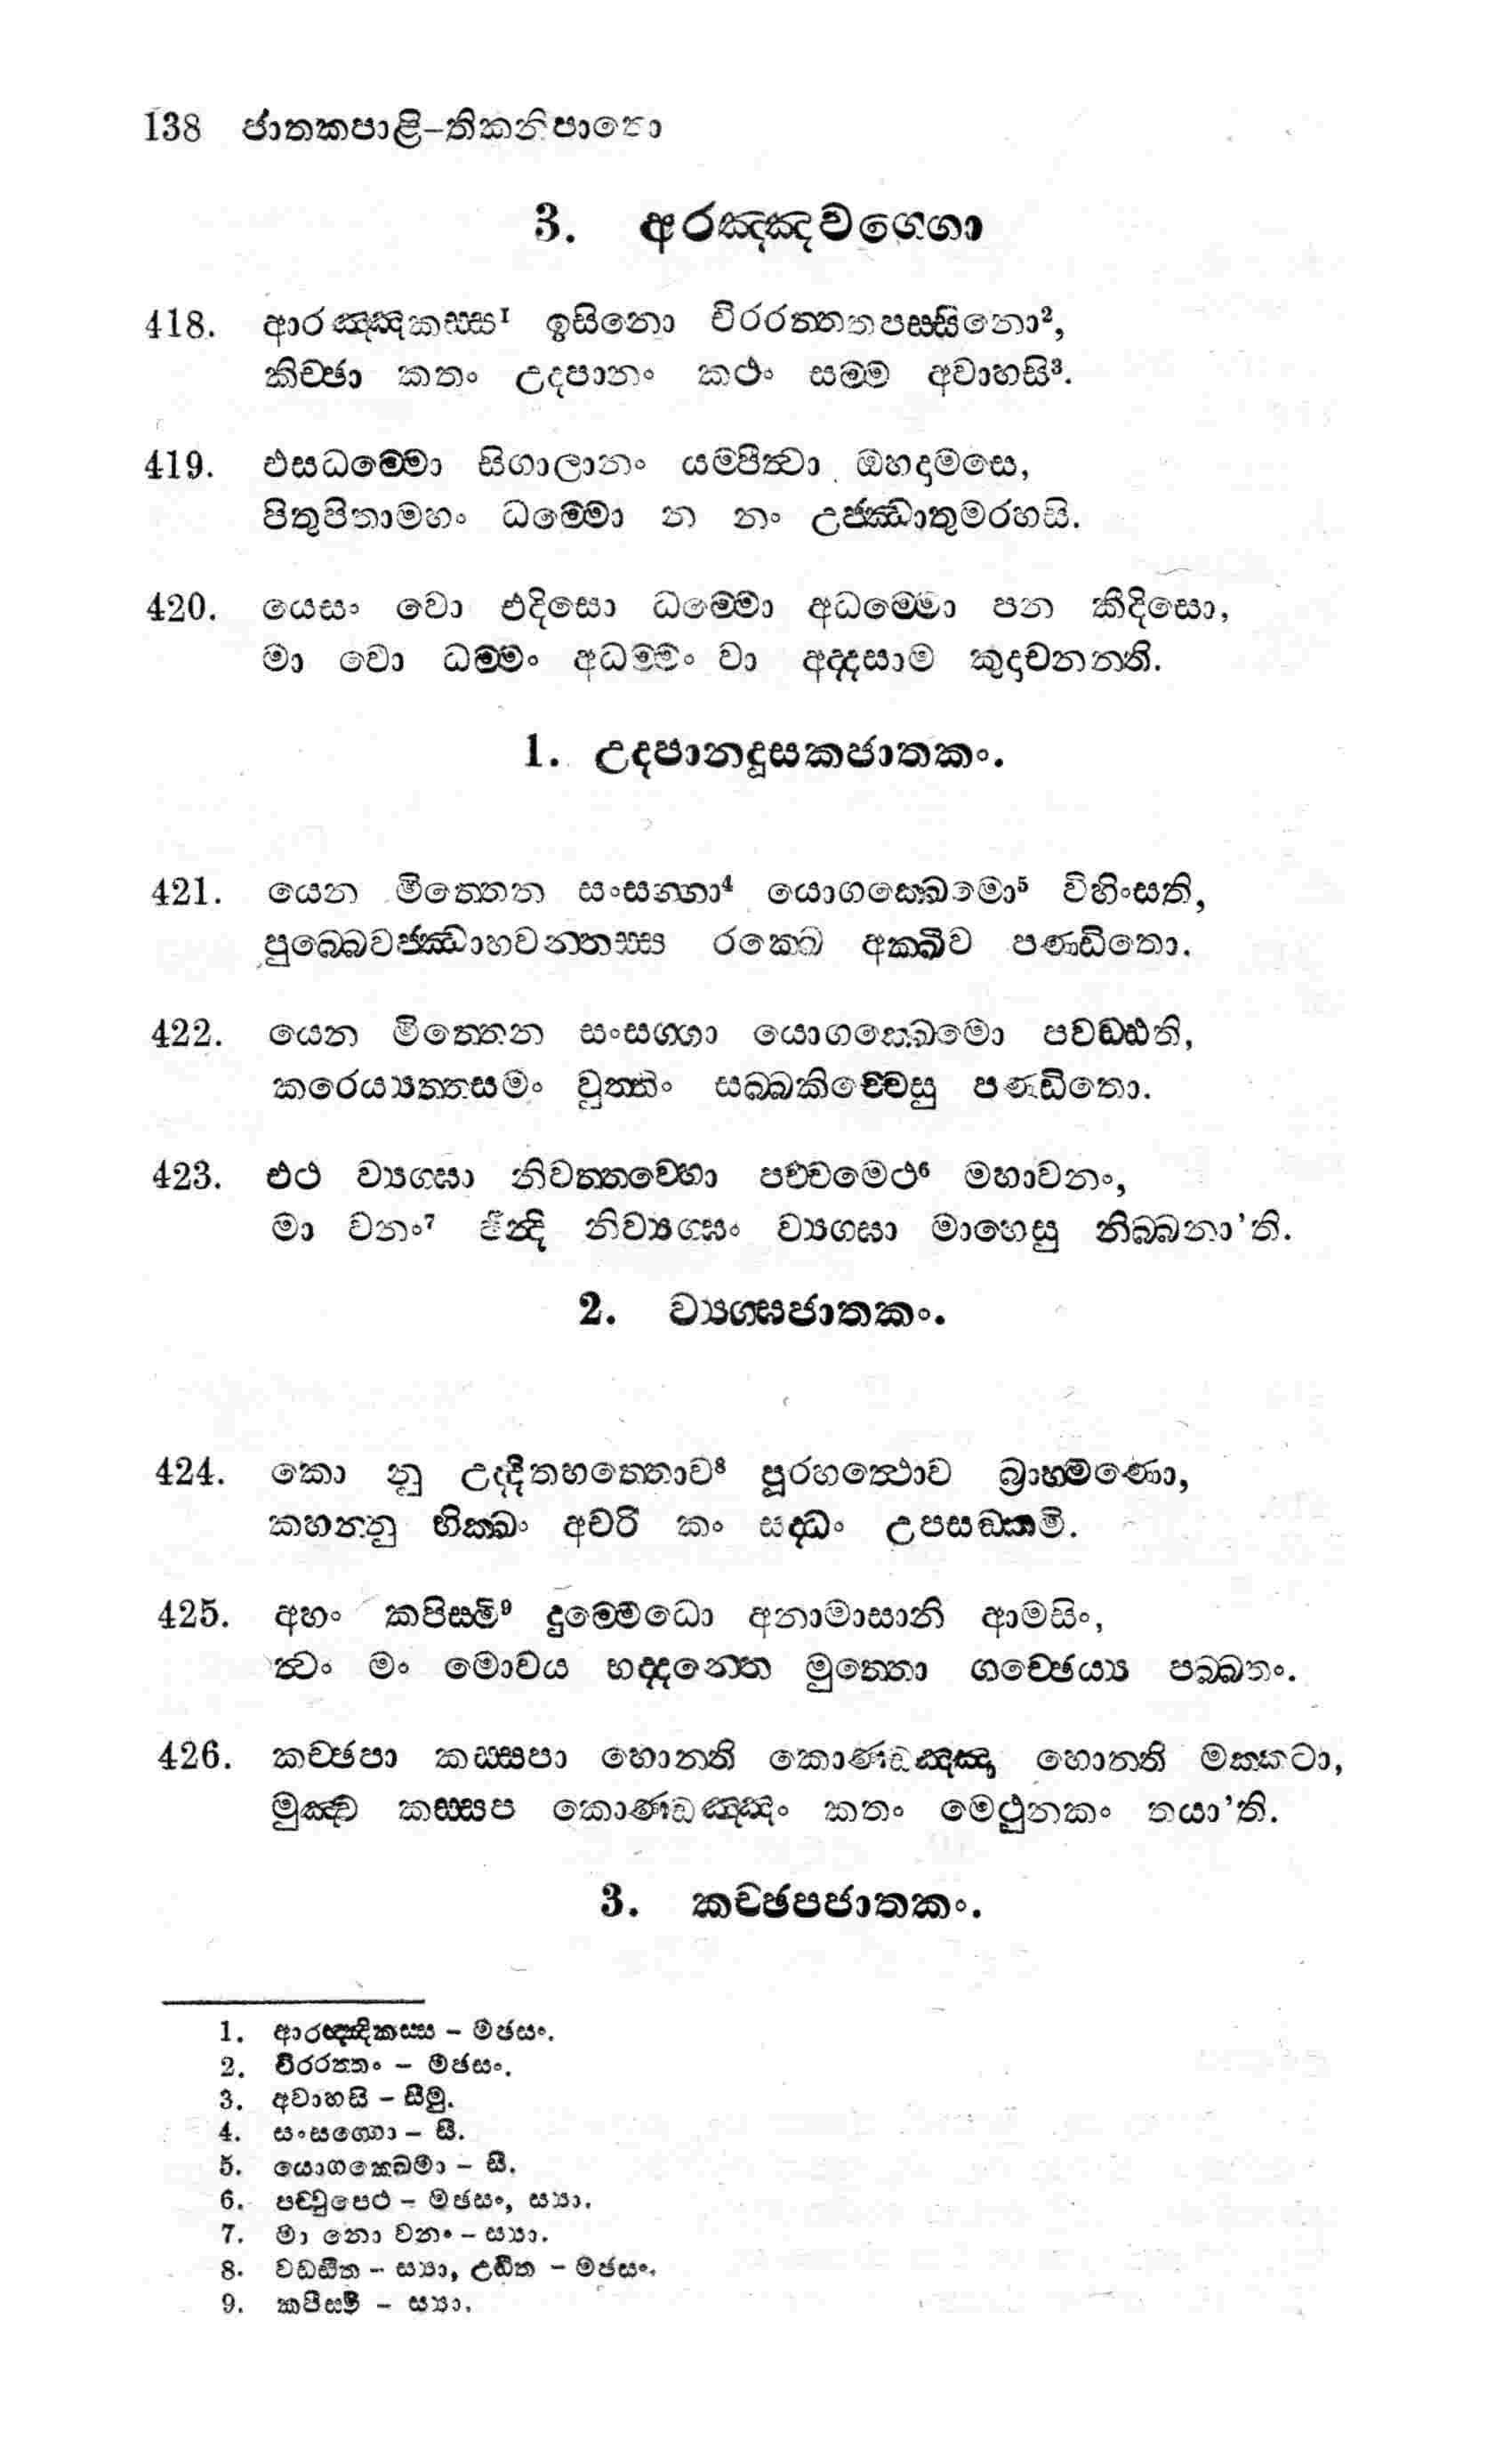 138 ජාතකපාළි–තිකනිපාතො
3. අරඤ්ඤවග්ගො
418. ආරඤ්ඤකස්ස¹ ඉසිනො චිරරත්තතපස්සිනො²,
කිච්ඡා කතං උදපානං කථං සම්ම අවාහසි³.
419. එසධම්මො සිගාලානං යම්පීත්වා ඔහදාමසෙ,
පිතුපිතාමහං ධම්මො න නං උජ්ඣාතුමරහසි.
420. යෙසං වො එදිසො ධම්මො අධම්මො පන කීදිසො,
මා වො ධම්මං අධම්මං වා අද්දසාම කුදාචනන්ති.
1. උදපානදූසකජාතකං.
421. යෙන මිත්තෙන සංසග්ගා⁴ යොගක්ඛෙමො⁵ විහිංසති,
පුබ්බෙවජ්ඣාභවන්තස්ස රක්ඛෙ අක්ඛීව පණ්ඩිතො.
422. යෙන මිත්තෙන සංසග්ගා යොගක්ඛෙමො පවඩ්ඪති,
කරෙය්‍යත්තසමං වුත්තිං සබ්බකිච්චෙසු පණ්ඩිතො.
423. එථ ව්‍යග්ඝා නිවත්තව්හො පච්චමෙථ⁶ මහාවනං,
මා වනං⁷ ඡින්දි නිව්‍යග්ඝං ව්‍යග්ඝා මාහෙසු නිබ්බනා’ති.
2. ව්‍යග්ඝජාතකං.
424. කො නු උද්දිතභත්තොව⁸ පූරහත්ථොව බ්‍රාහ්මණො,
කහන්නු භික්ඛං අචරි කං සද්ධං උපසඞ්කමි.
425. අහං කපිස්මි⁹ දුම්මෙධො අනාමාසානි ආමසිං,
ත්වං මං මොචය භද්දන්තෙ මුත්තො ගච්ඡෙය්‍ය පබ්බතං.
426. කච්ඡපා කස්සපා හොන්ති කොණ්ඩඤ්ඤා හොන්ති මක්කටා,
මුඤ්ච කස්සප කොණ්ඩඤ්ඤං කතං මෙථුනකං තයා’ති.
3. කච්ඡපජාතකං.
1. ආරඤ්ඤිකස්ස – මඡසං.
2. චිරරත්තං – මඡසං.
3. අවාහසි – සීමු.
4. සංසග්ගො – සී.
5. යොගක්ඛෙමා – සී.
6. පච්චුපෙථ – මඡසං, ස්‍යා.
7. මා නො වනං – ස්‍යා.
8. වඩ්ඪිත – ස්‍යා, උඩ්ඩිත – මඡසං.
9. කපීස්මි – ස්‍යා.